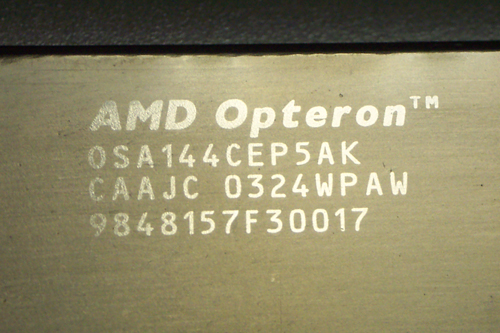 AMD Opteron™
OSA144CEP5AK
CAAJC 0324WPAW
9848157F30017